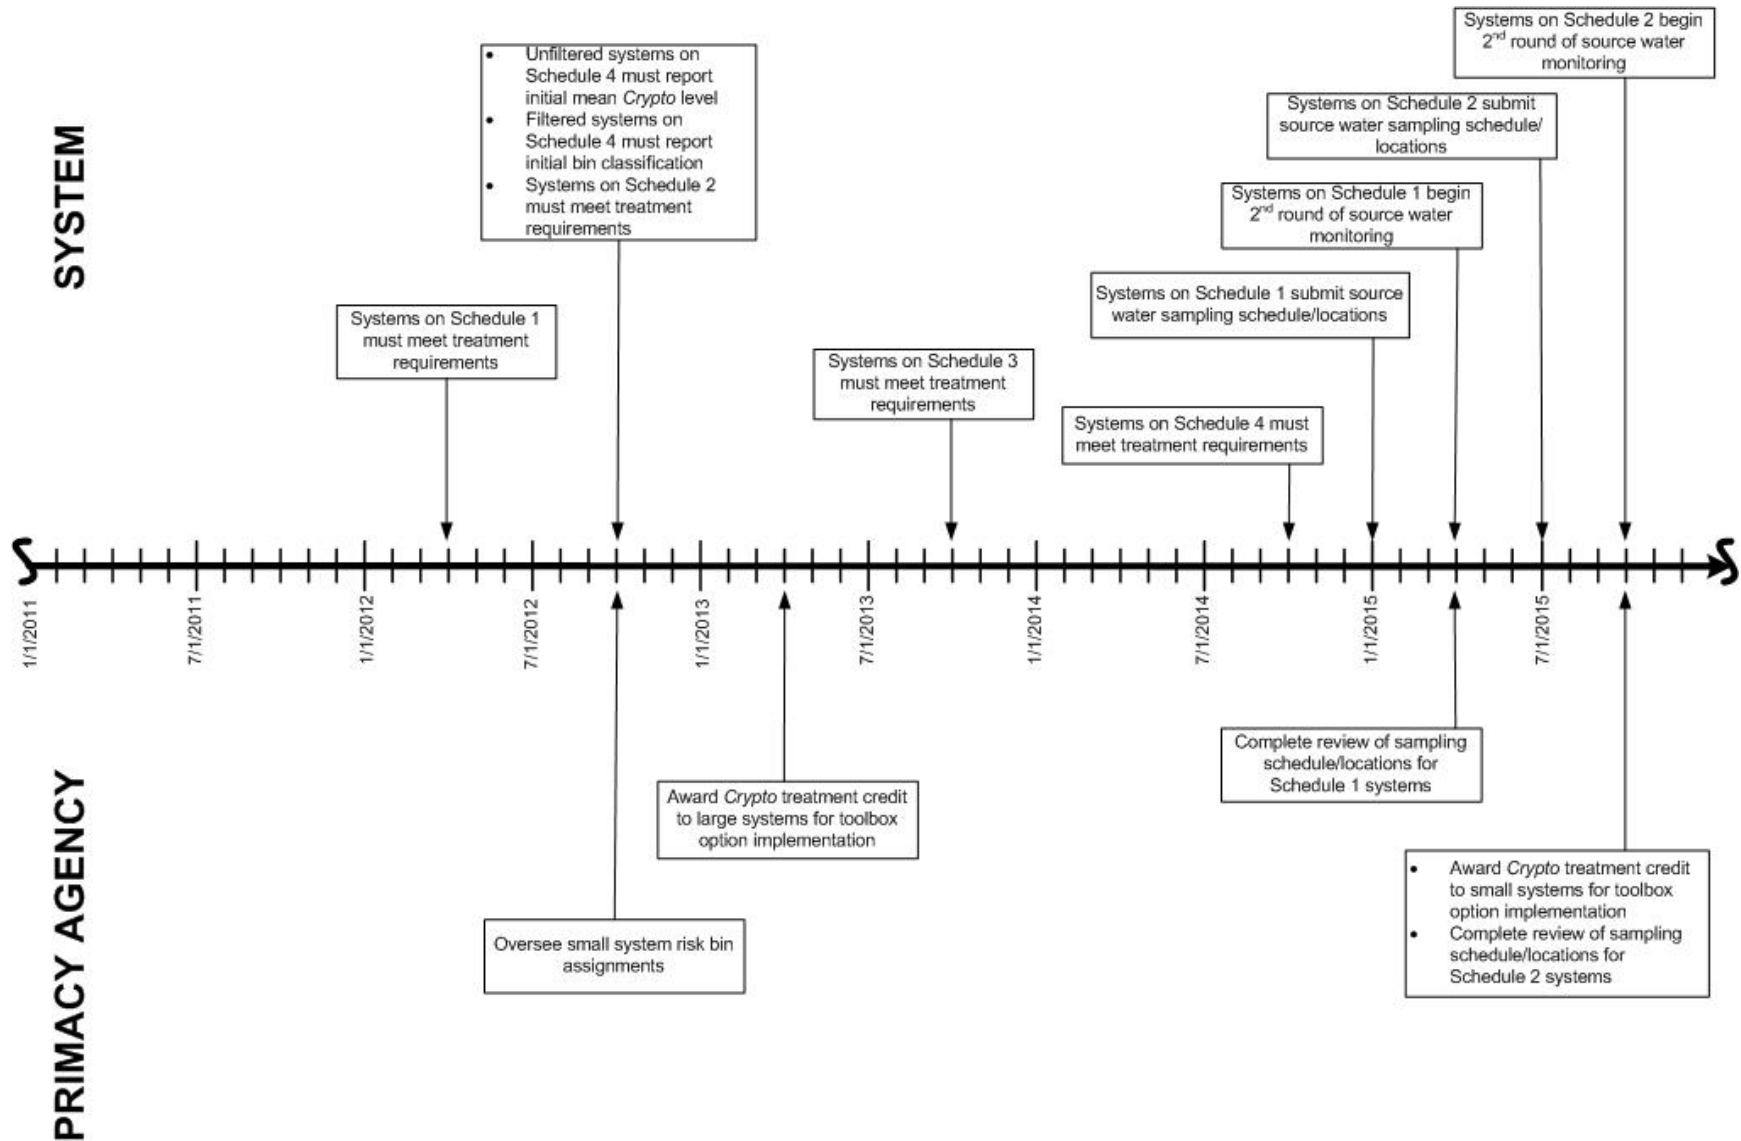 SYSTEM
Systems on Schedule 2 begin
2nd round of source water
monitoring
• Unfiltered systems on
Schedule 4 must report
initial mean Crypto level
• Filtered systems on
Schedule 4 must report
initial bin classification
• Systems on Schedule 2
must meet treatment
requirements
Systems on Schedule 2 submit
source water sampling schedule/
locations
Systems on Schedule 1 begin
2nd round of source water
monitoring
Systems on Schedule 1 submit source
water sampling schedule/locations
Systems on Schedule 1
must meet treatment
requirements
Systems on Schedule 3
must meet treatment
requirements
Systems on Schedule 4 must
meet treatment requirements
1/1/2011
7/1/2011
1/1/2012
7/1/2012
1/1/2013
7/1/2013
1/1/2014
7/1/2014
1/1/2015
7/1/2015
PRIMACY AGENCY
Complete review of sampling
schedule/locations for
Schedule 1 systems
Award Crypto treatment credit
to large systems for toolbox
option implementation
• Award Crypto treatment credit
to small systems for toolbox
option implementation
• Complete review of sampling
schedule/locations for
Schedule 2 systems
Oversee small system risk bin
assignments